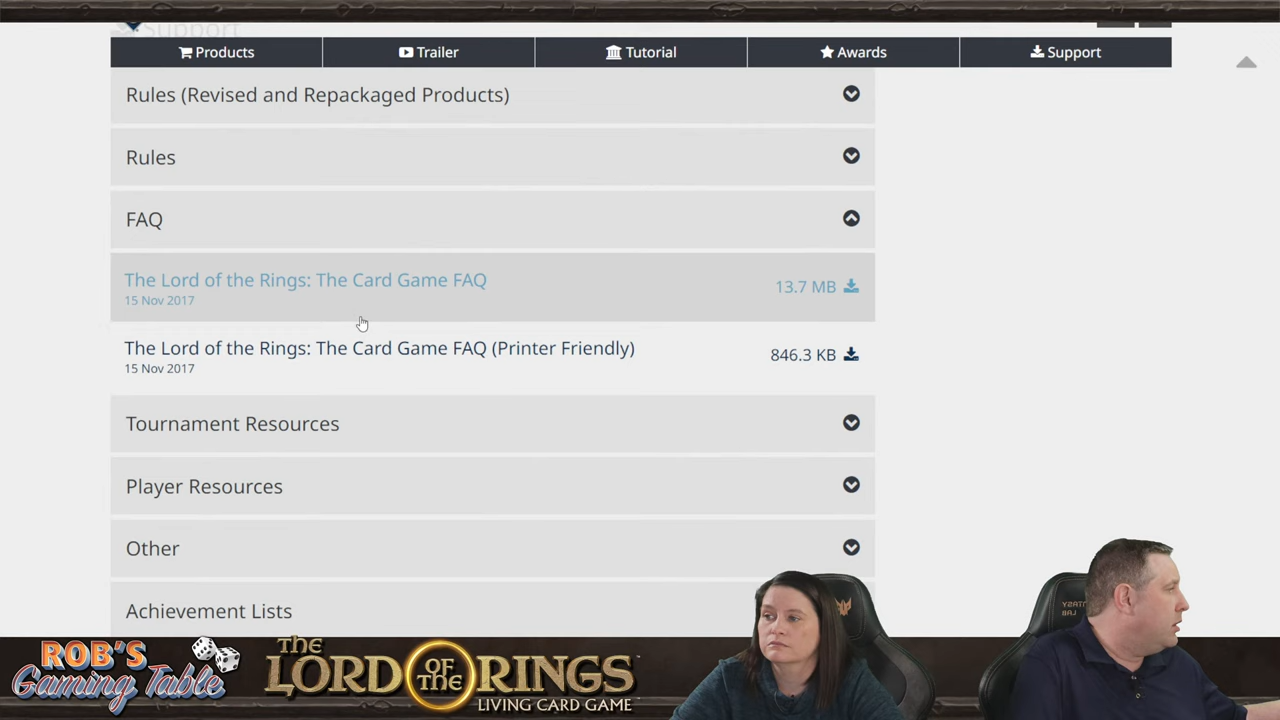 Support
Products
Trailer
Tutorial
Awards
Support
Rules (Revised and Repackaged Products)
Rules
FAQ
The Lord of the Rings: The Card Game FAQ
15 Nov 2017
13.7 MB
The Lord of the Rings: The Card Game FAQ (Printer Friendly)
15 Nov 2017
846.3 KB
Tournament Resources
Player Resources
Other
Achievement Lists
ROB'S
Gaming Table
THE
LORD OF THE RINGS
LIVING CARD GAME